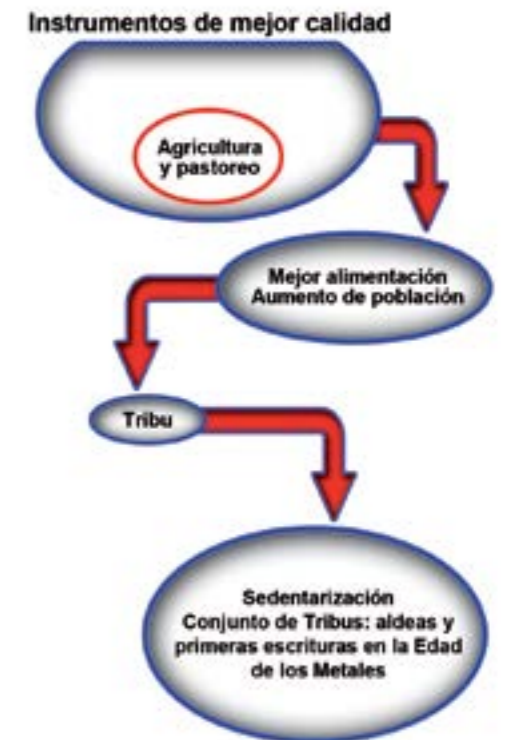 Instrumentos de mejor calidad
Agricultura
y pastoreo
Mejor alimentación
Aumento de población
Tribu
Sedentarización
Conjunto de Tribus: aldeas y
primeras escrituras en la Edad
de los Metales